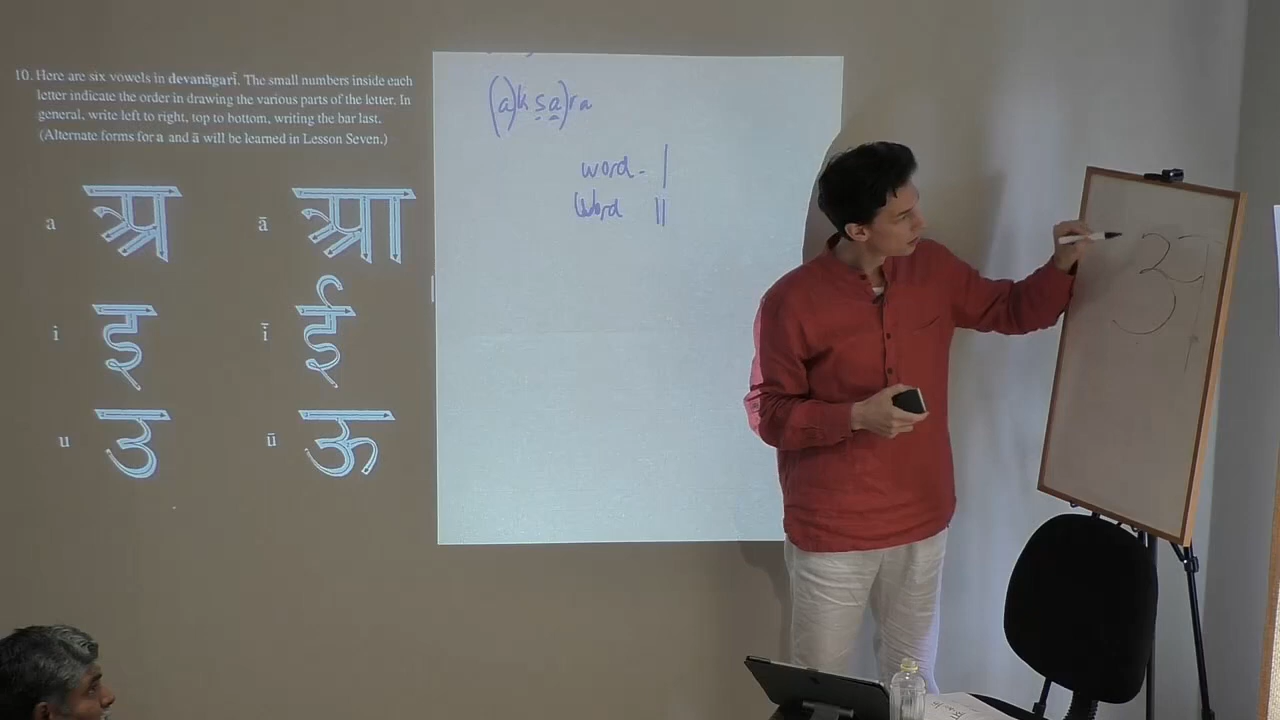 10. Here are six vowels in devanāgarī. The small numbers inside each
letter indicate the order in drawing the various parts of the letter. In
general, write left to right, top to bottom, writing the bar last.
(Alternate forms for a and ā will be learned in Lesson Seven.)
a अ ā आ
i इ ī ई
u उ ū ऊ
(a)kṣa)ra
word - |
word ||